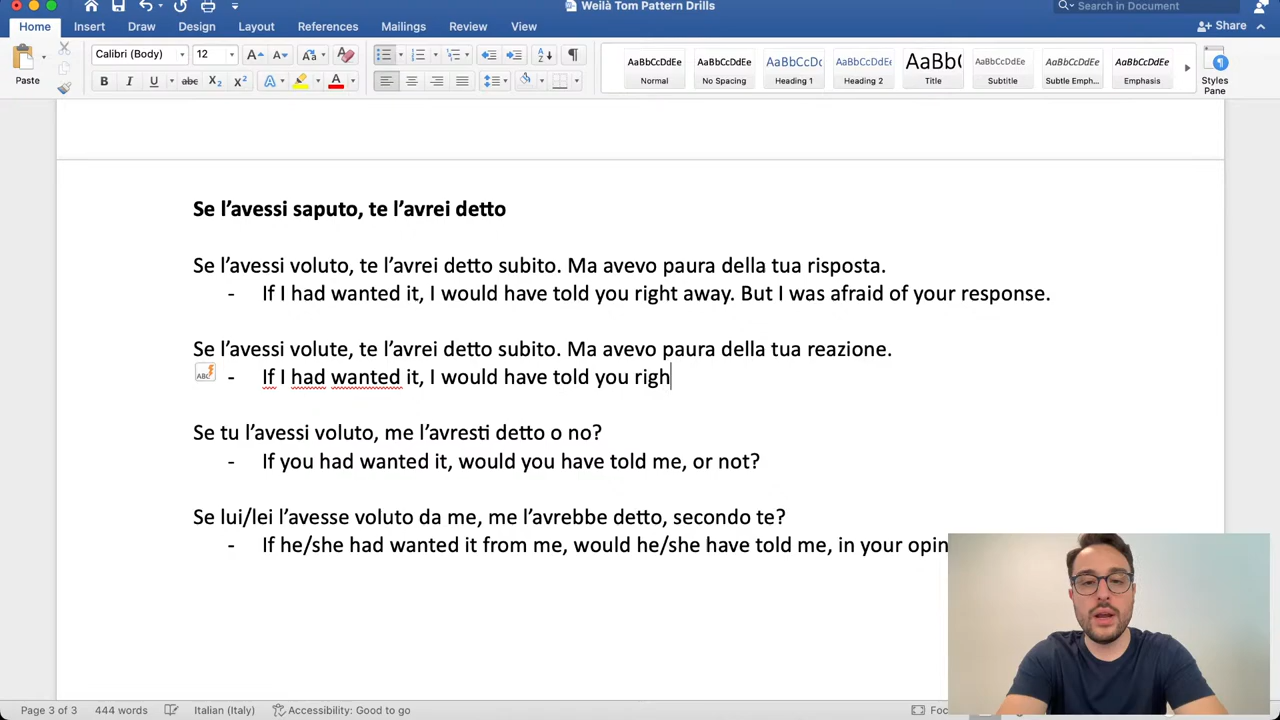 Weilà Tom Pattern Drills
Search in Document
Home Insert Draw Design Layout References Mailings Review View
Share
Paste
Calibri (Body) 12
AaBbCcDdEe AaBbCcDdEe AaBbCcDc AaBbCcDdEe AaBb( AaBbCcDdEe AaBbCcDdEe AaBbCcDdEe
Normal No Spacing Heading 1 Heading 2 Title Subtitle Subtle Emph... Emphasis
Styles
Pane
Se l'avessi saputo, te l'avrei detto
Se l'avessi voluto, te l'avrei detto subito. Ma avevo paura della tua risposta.
- If I had wanted it, I would have told you right away. But I was afraid of your response.
Se l'avessi volute, te l'avrei detto subito. Ma avevo paura della tua reazione.
- If I had wanted it, I would have told you righ
Se tu l'avessi voluto, me l'avresti detto o no?
- If you had wanted it, would you have told me, or not?
Se lui/lei l'avesse voluto da me, me l'avrebbe detto, secondo te?
- If he/she had wanted it from me, would he/she have told me, in your opin
Page 3 of 3 444 words Italian (Italy) Accessibility: Good to go Foc